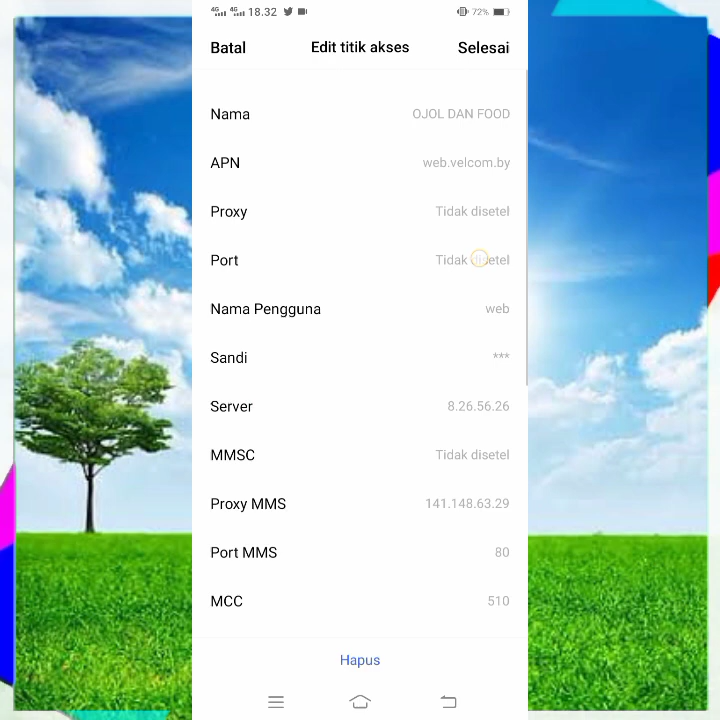 4G 4G 18.32 72%
Batal Edit titik akses Selesai
Nama OJOL DAN FOOD
APN web.velcom.by
Proxy Tidak disetel
Port Tidak disetel
Nama Pengguna web
Sandi ***
Server 8.26.56.26
MMSC Tidak disetel
Proxy MMS 141.148.63.29
Port MMS 80
MCC 510
Hapus